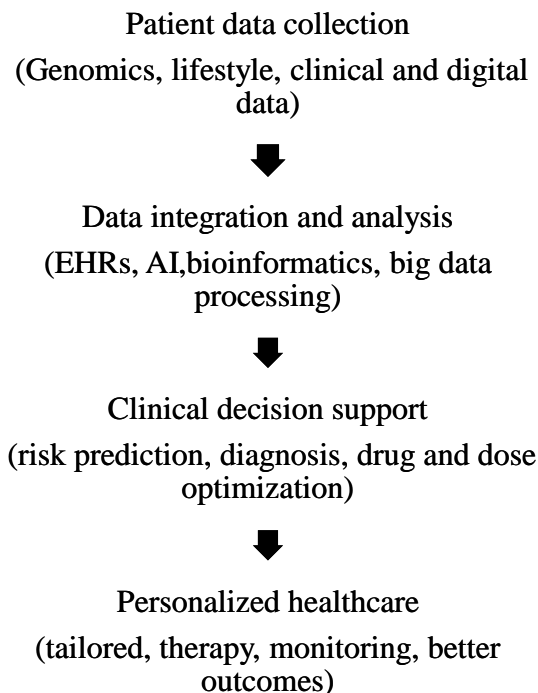 Patient data collection
(Genomics, lifestyle, clinical and digital
data)
Data integration and analysis
(EHRs, AI,bioinformatics, big data
processing)
Clinical decision support
(risk prediction, diagnosis, drug and dose
optimization)
Personalized healthcare
(tailored, therapy, monitoring, better
outcomes)